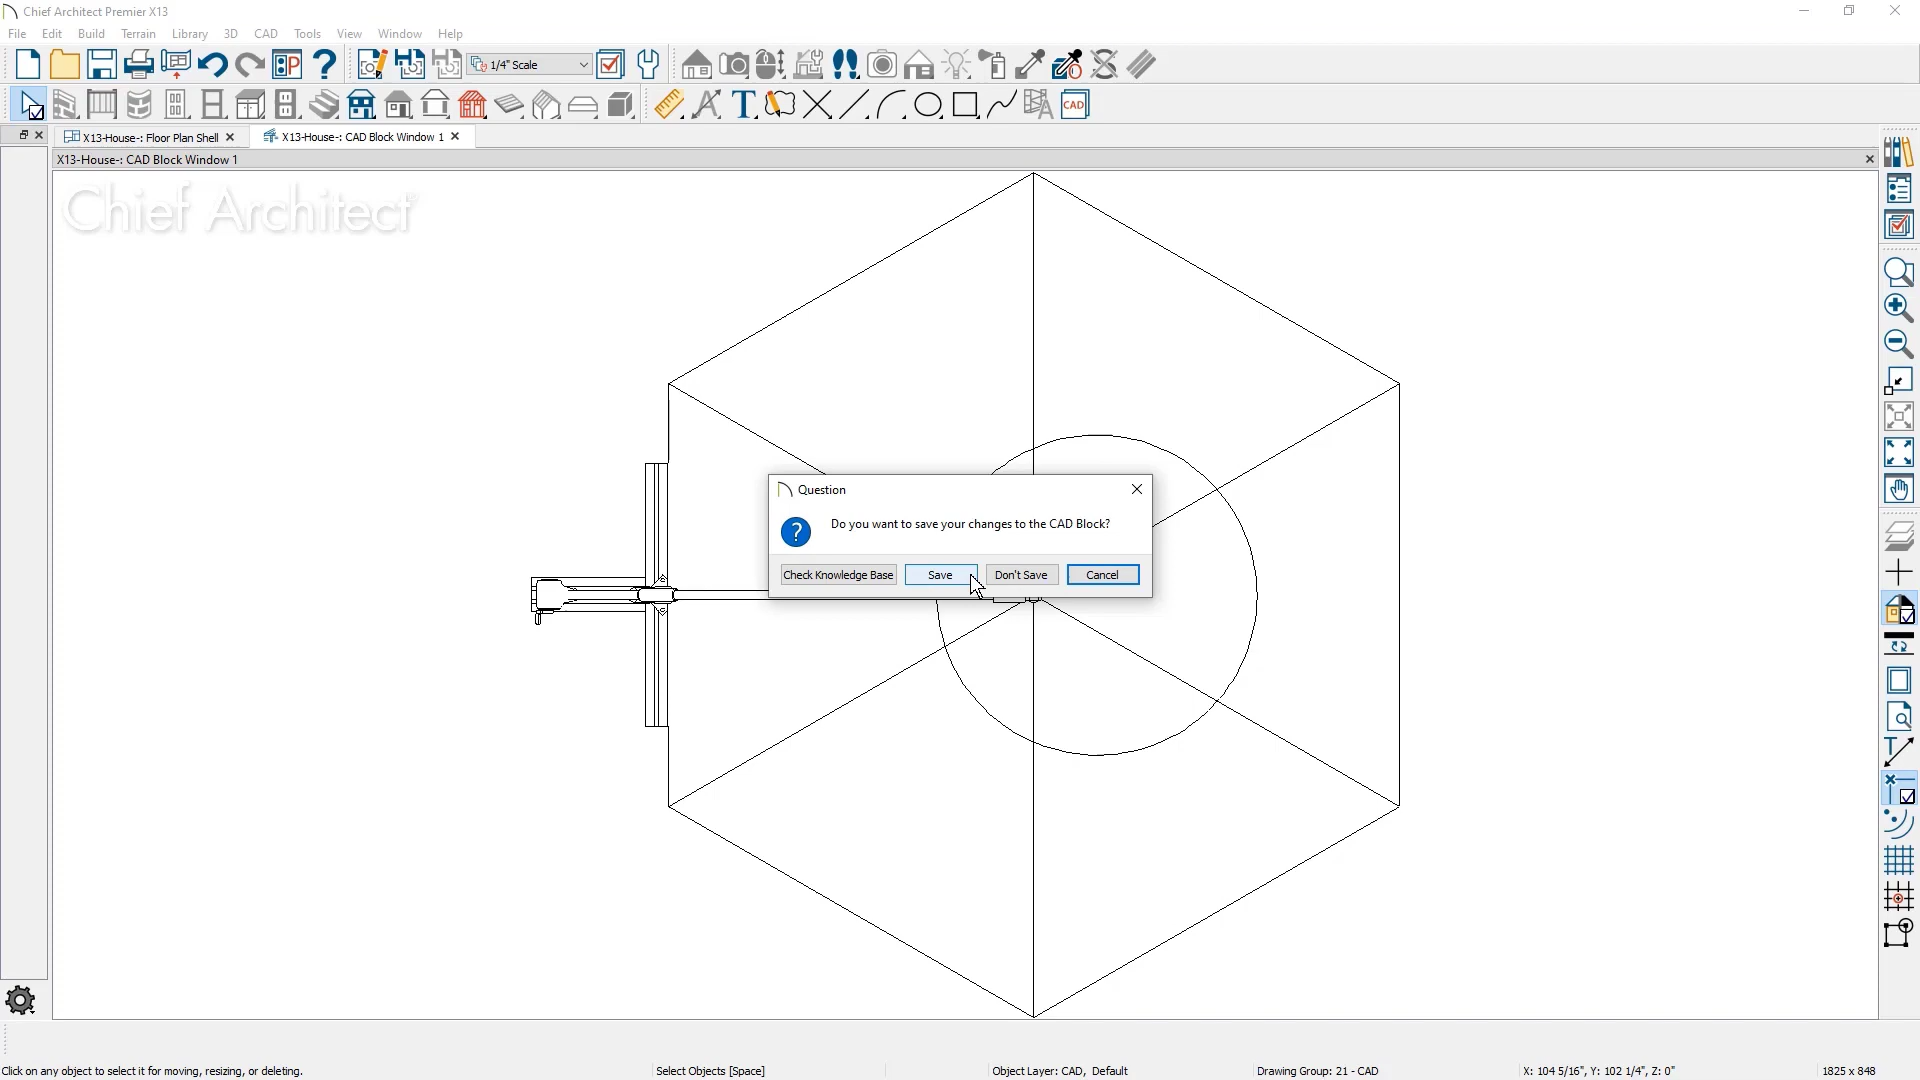 Chief Architect Premier X13
File Edit Build Terrain Library 3D CAD Tools View Window Help
1/4" Scale
CAD
X13-House-: Floor Plan Shell X13-House-: CAD Block Window 1
X13-House-: CAD Block Window 1
Chief Architect®
Question
Do you want to save your changes to the CAD Block?
Check Knowledge Base Save Don't Save Cancel
Click on any object to select it for moving, resizing, or deleting. Select Objects [Space] Object Layer: CAD, Default Drawing Group: 21 - CAD X: 104 5/16", Y: 102 1/4", Z: 0" 1825 x 848